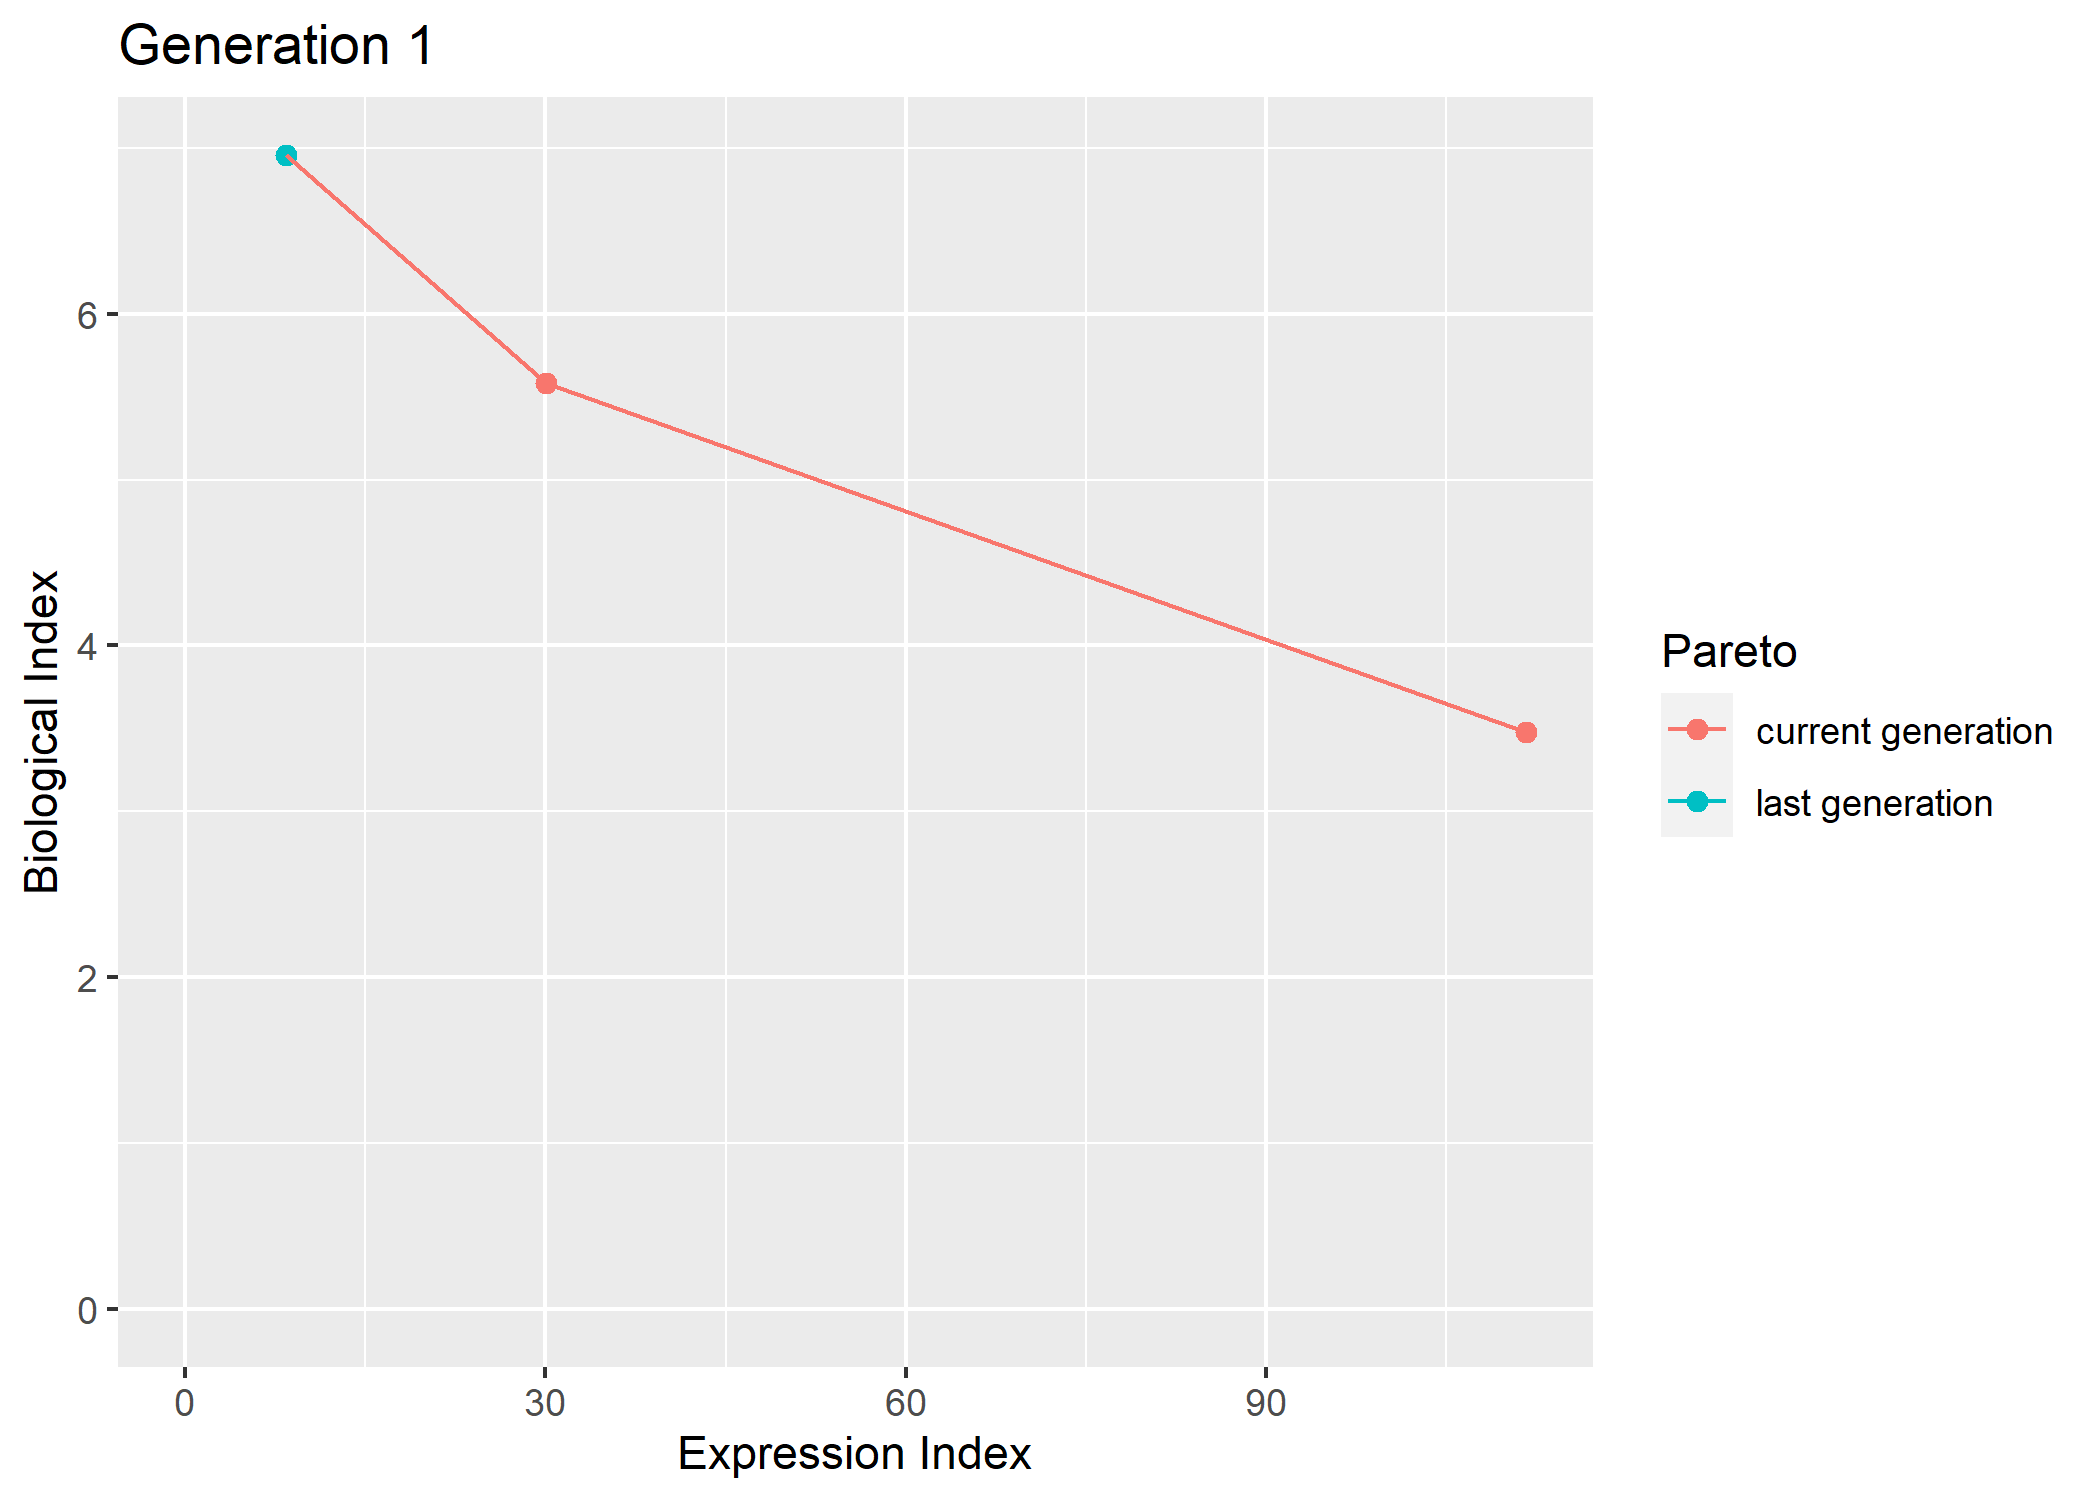 Generation 1
Biological Index
6
4
2
0
0 30 60 90
Expression Index
Pareto
current generation
last generation